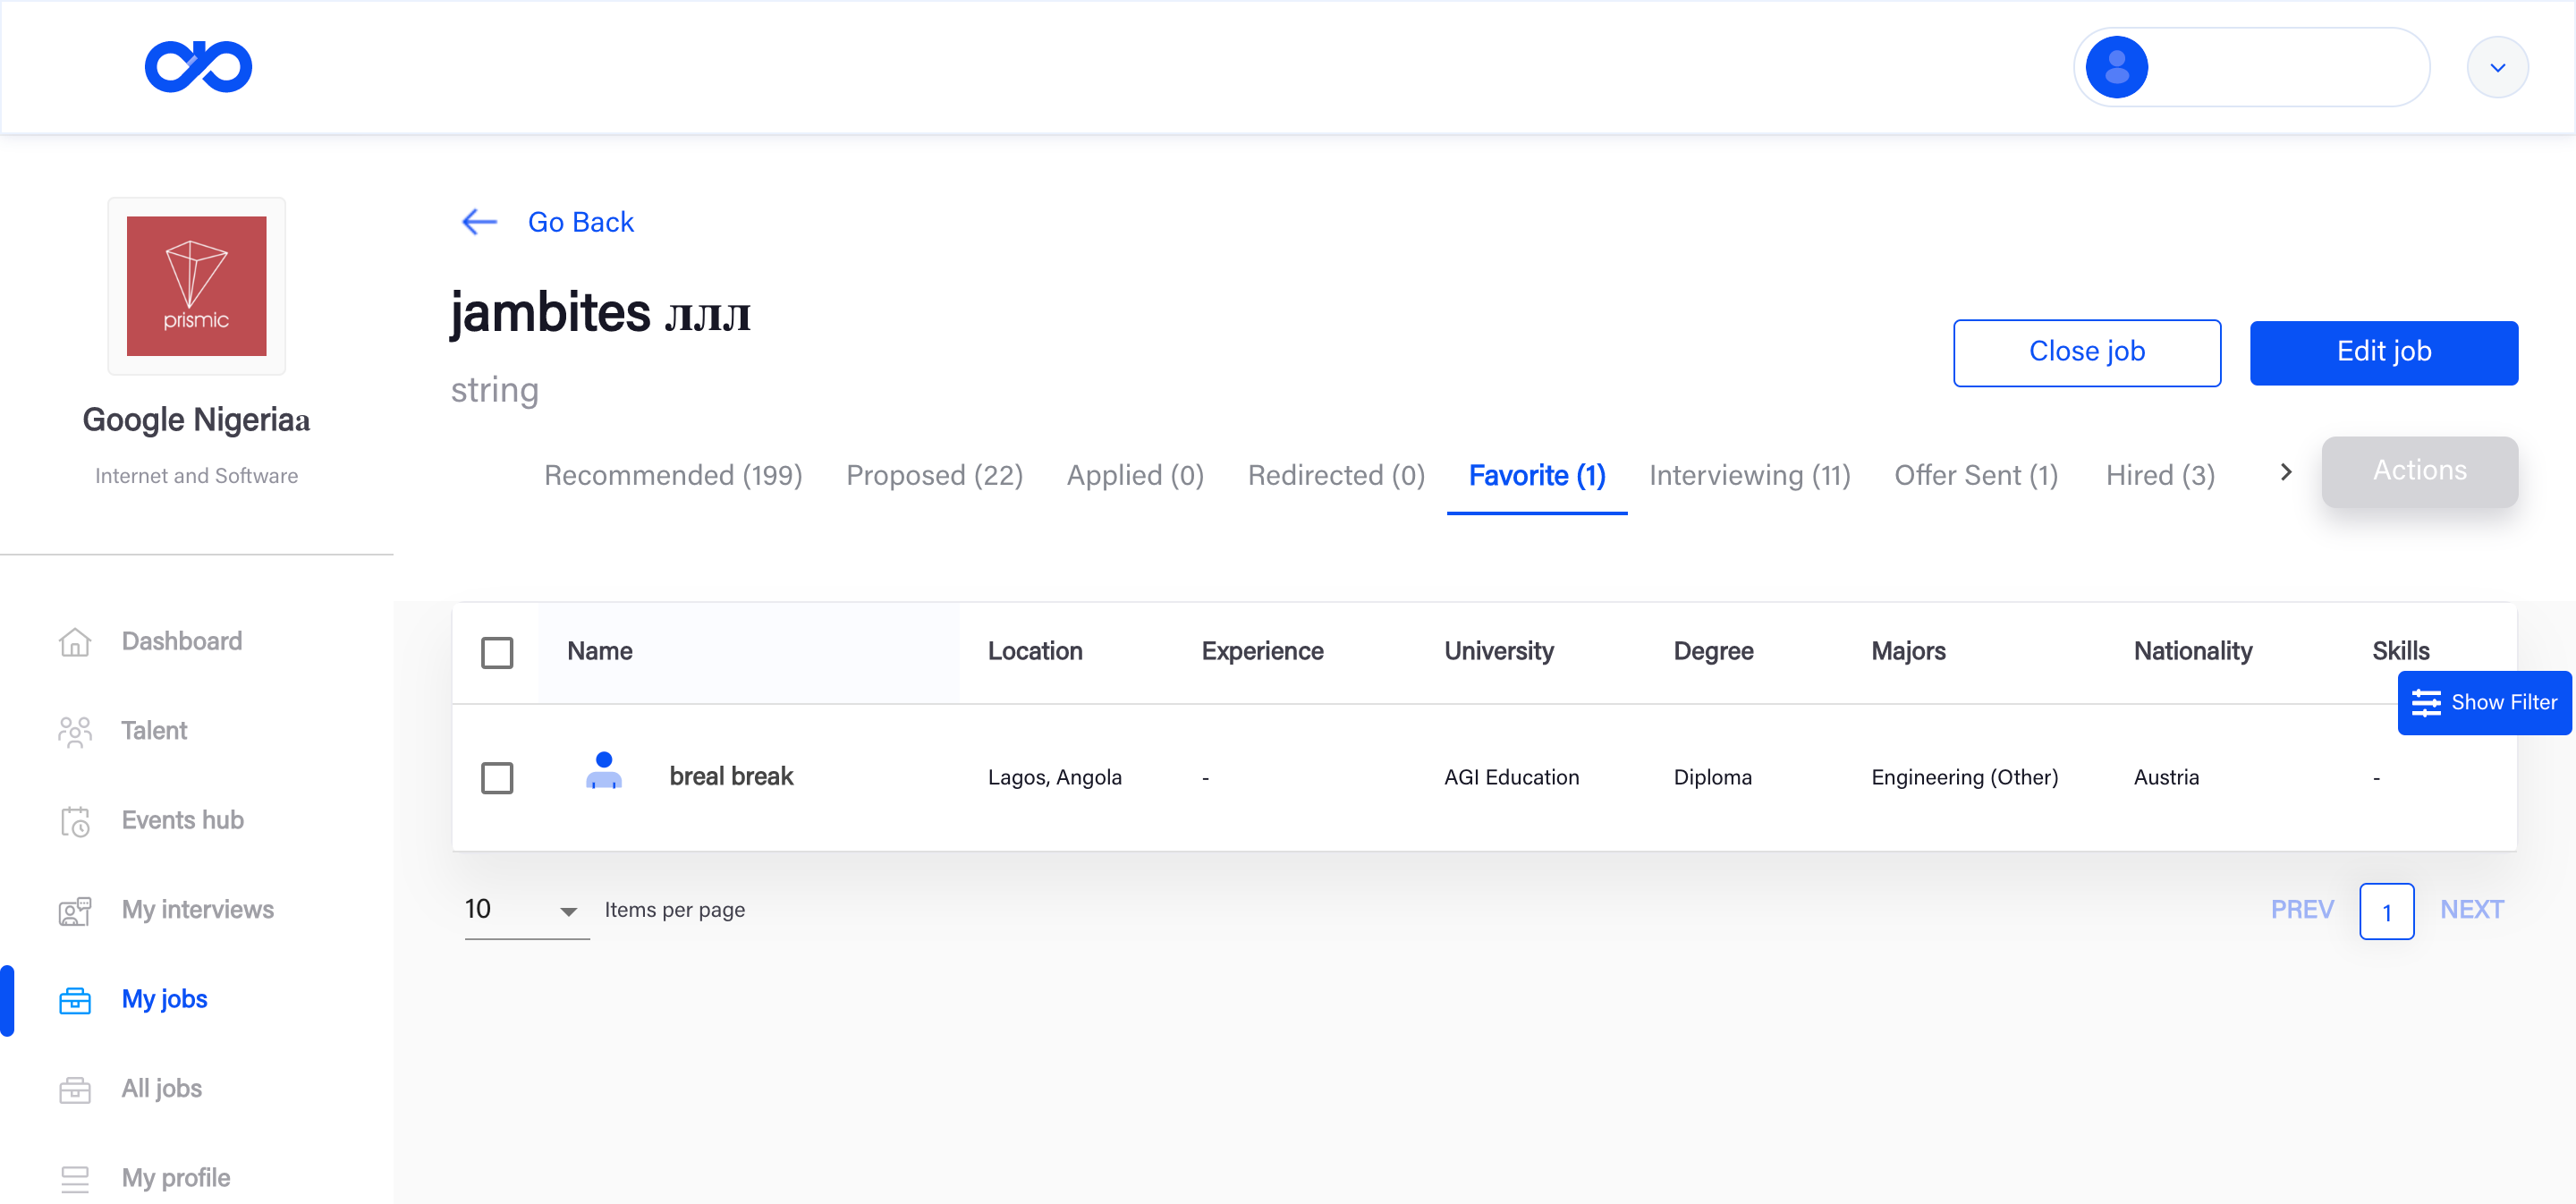 Go Back
prismic
jambites ллл
string
Close job
Edit job
Google Nigeriaа
Internet and Software
Recommended (199) Proposed (22) Applied (0) Redirected (0) Favorite (1) Interviewing (11) Offer Sent (1) Hired (3)
Actions
Dashboard
Talent
Events hub
My interviews
My jobs
All jobs
My profile
Name Location Experience University Degree Majors Nationality Skills
Show Filter
breal break Lagos, Angola - AGI Education Diploma Engineering (Other) Austria -
10 Items per page
PREV 1 NEXT